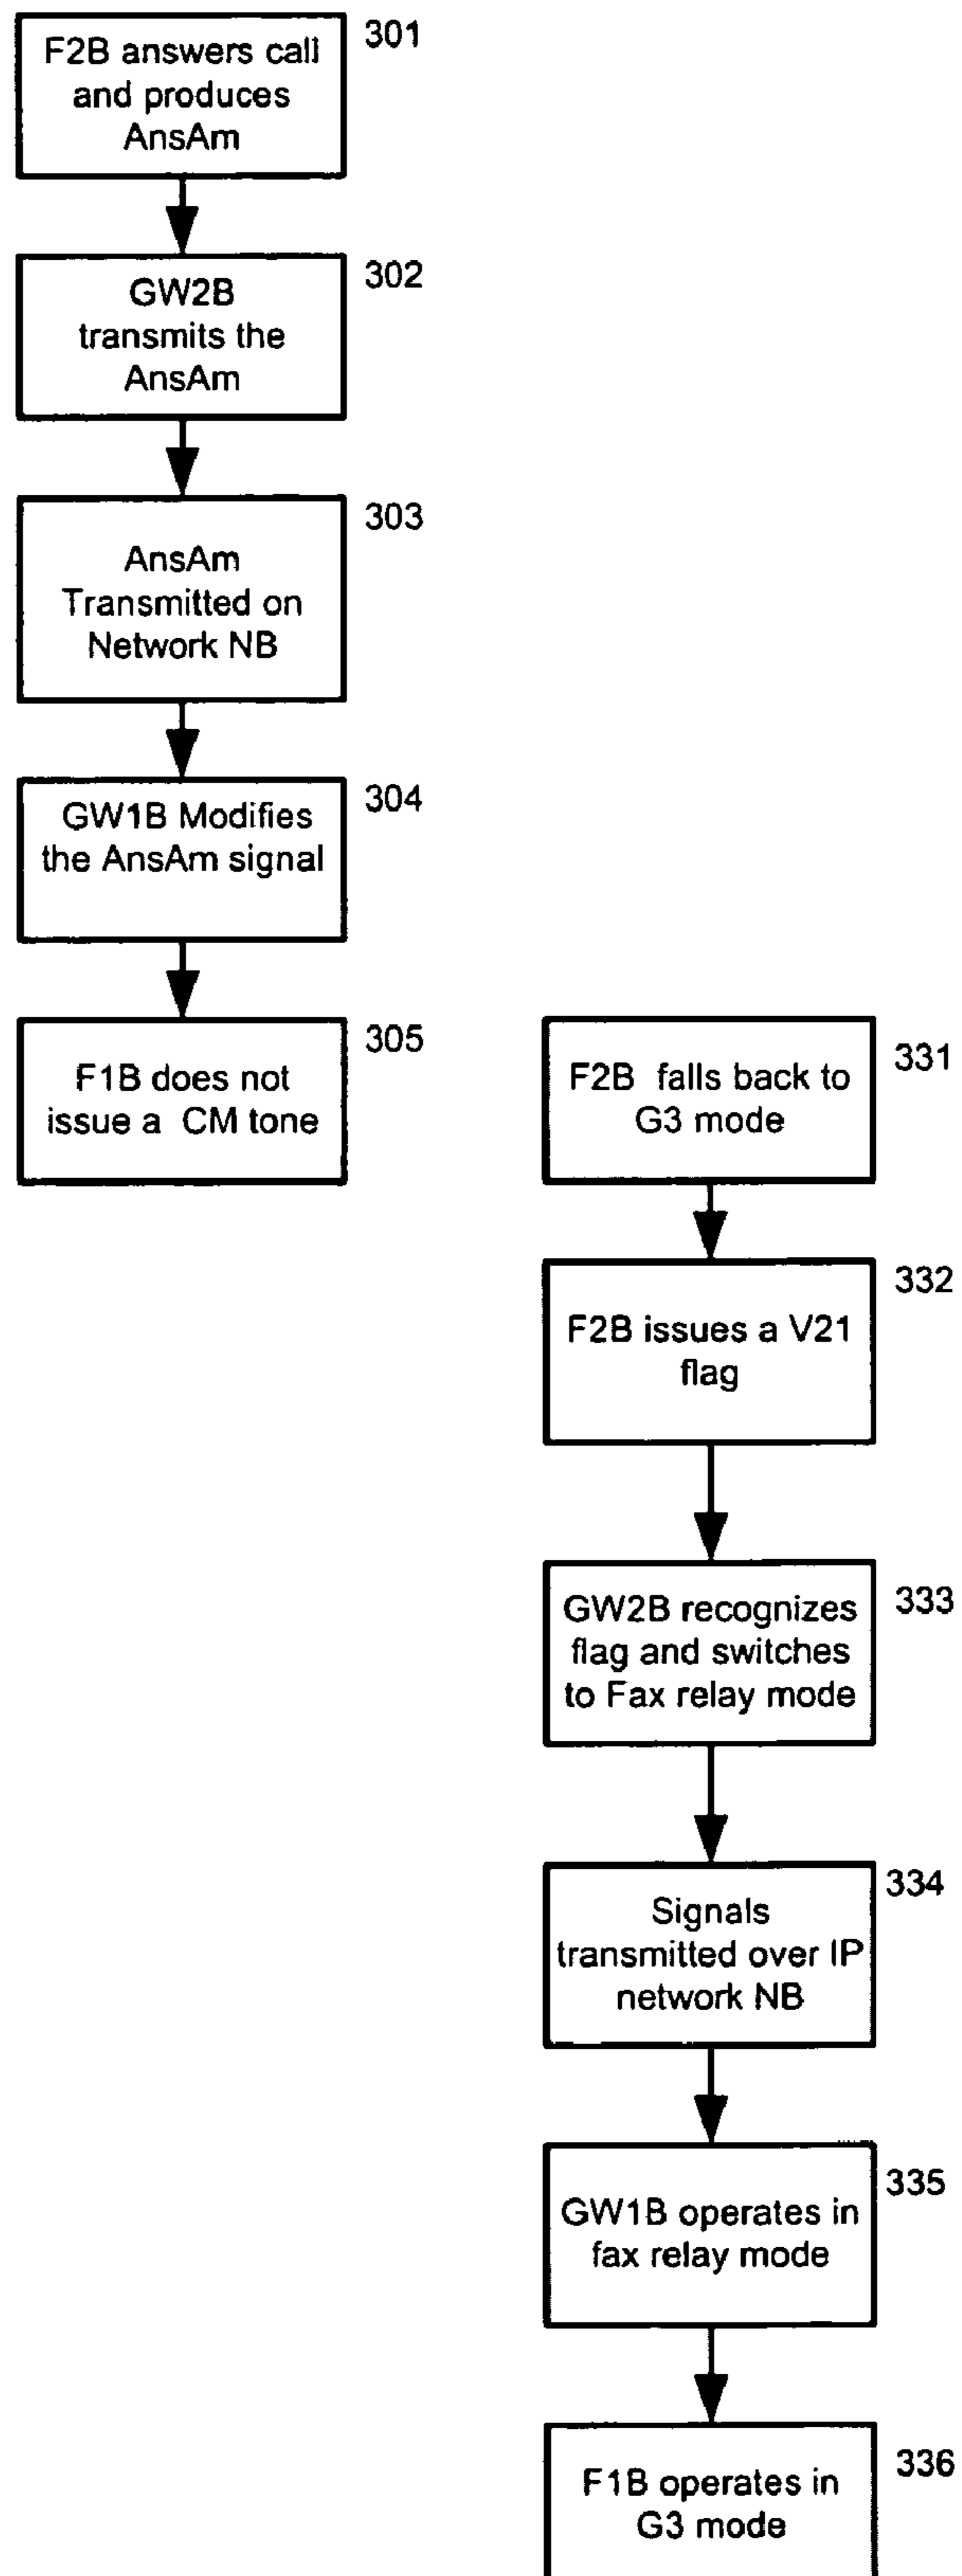 F2B answers call
and produces
AnsAm
301
GW2B
transmits the
AnsAm
302
AnsAm
Transmitted on
Network NB
303
GW1B Modifies
the AnsAm signal
304
F1B does not
issue a CM tone
305
F2B falls back to
G3 mode
331
F2B issues a V21
flag
332
GW2B recognizes
flag and switches
to Fax relay mode
333
Signals
transmitted over IP
network NB
334
GW1B operates in
fax relay mode
335
F1B operates in
G3 mode
336